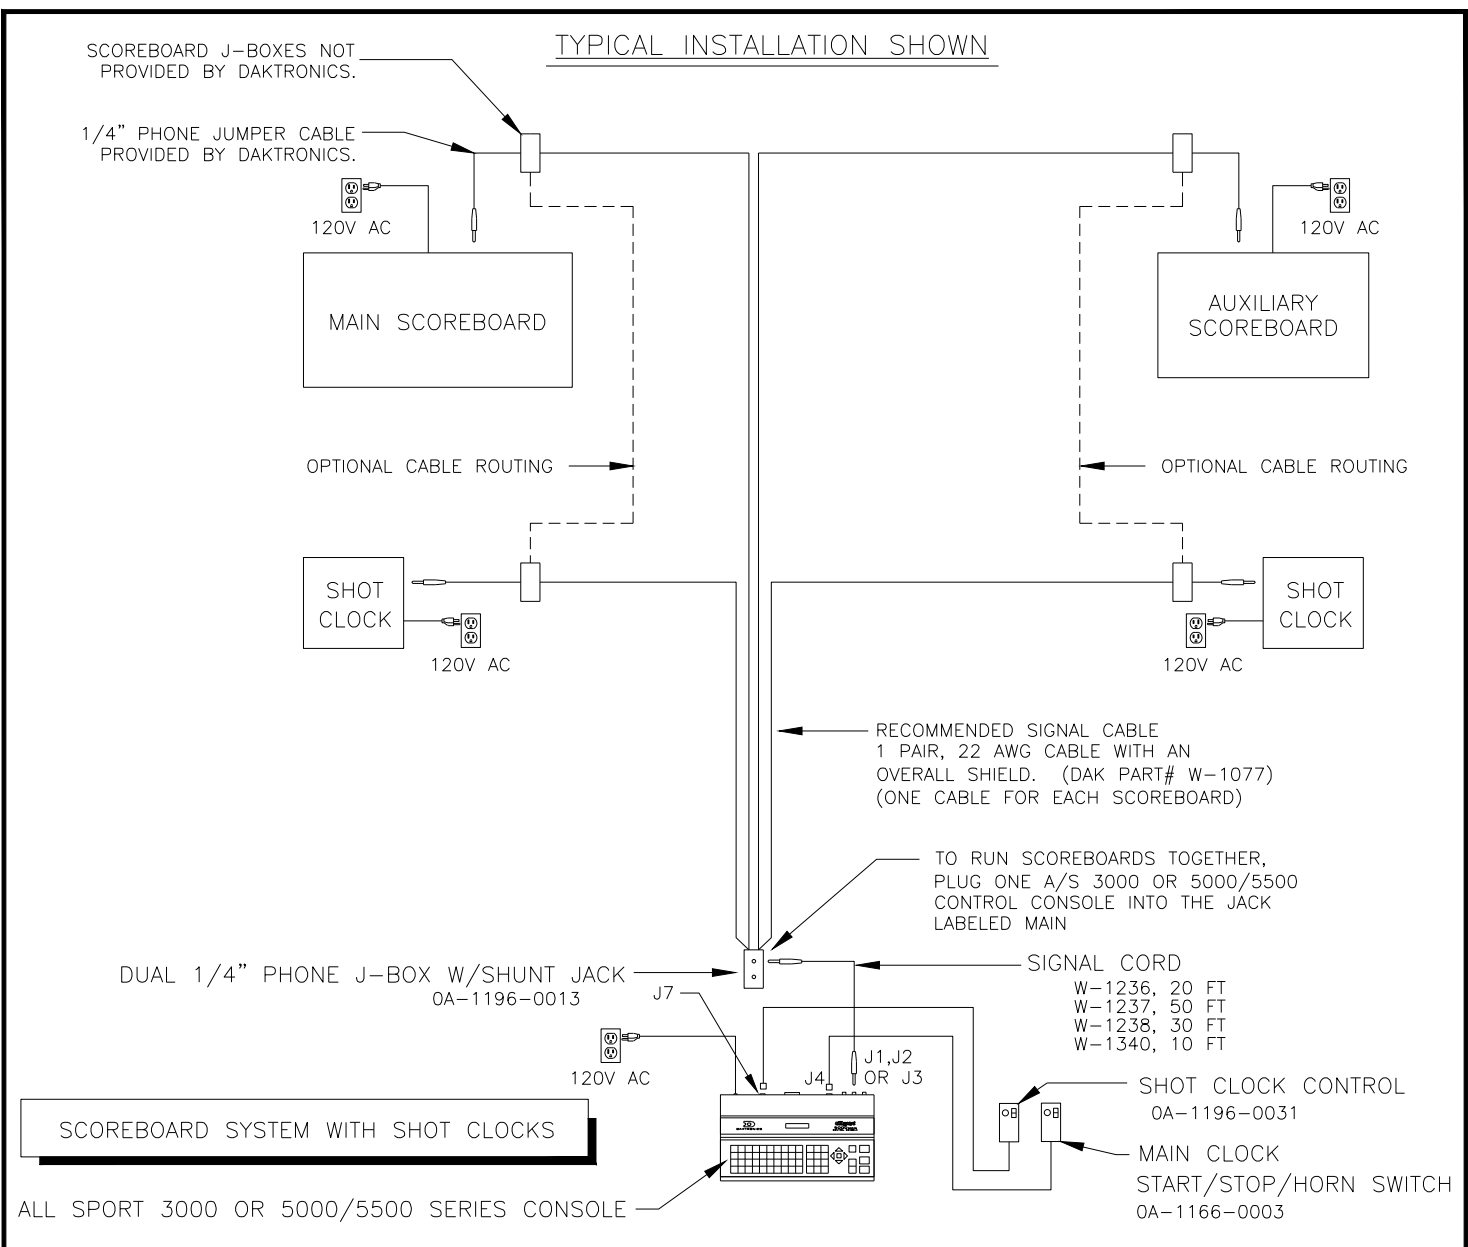 TYPICAL INSTALLATION SHOWN
SCOREBOARD J-BOXES NOT
PROVIDED BY DAKTRONICS.
1/4" PHONE JUMPER CABLE
PROVIDED BY DAKTRONICS.
120V AC
120V AC
MAIN SCOREBOARD
AUXILIARY
SCOREBOARD
OPTIONAL CABLE ROUTING
OPTIONAL CABLE ROUTING
SHOT
CLOCK
120V AC
SHOT
CLOCK
120V AC
RECOMMENDED SIGNAL CABLE
1 PAIR, 22 AWG CABLE WITH AN
OVERALL SHIELD. (DAK PART# W-1077)
(ONE CABLE FOR EACH SCOREBOARD)
TO RUN SCOREBOARDS TOGETHER,
PLUG ONE A/S 3000 OR 5000/5500
CONTROL CONSOLE INTO THE JACK
LABELED MAIN
DUAL 1/4" PHONE J-BOX W/SHUNT JACK
0A-1196-0013
J7
SIGNAL CORD
W-1236, 20 FT
W-1237, 50 FT
W-1238, 30 FT
W-1340, 10 FT
120V AC
J4
J1,J2
OR J3
SHOT CLOCK CONTROL
0A-1196-0031
MAIN CLOCK
START/STOP/HORN SWITCH
0A-1166-0003
SCOREBOARD SYSTEM WITH SHOT CLOCKS
DAKTRONICS
ALL SPORT 3000 OR 5000/5500 SERIES CONSOLE